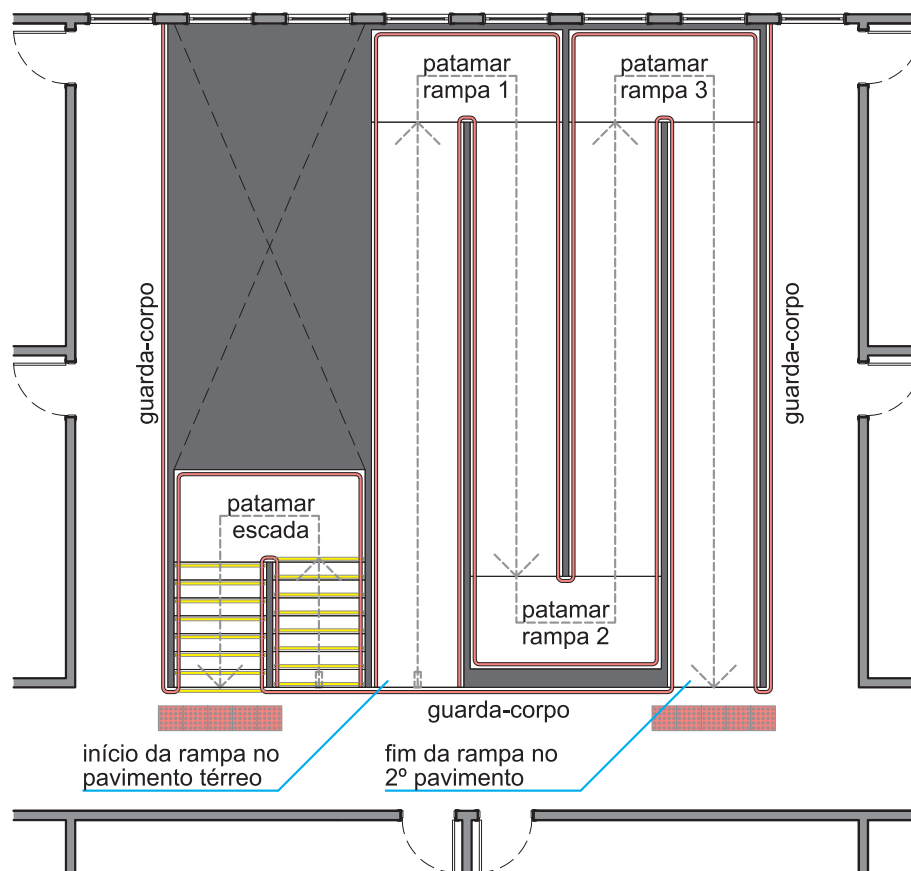 patamar
rampa 1
patamar
rampa 3
guarda-corpo
guarda-corpo
patamar
escada
patamar
rampa 2
guarda-corpo
início da rampa no
pavimento térreo
fim da rampa no
2º pavimento